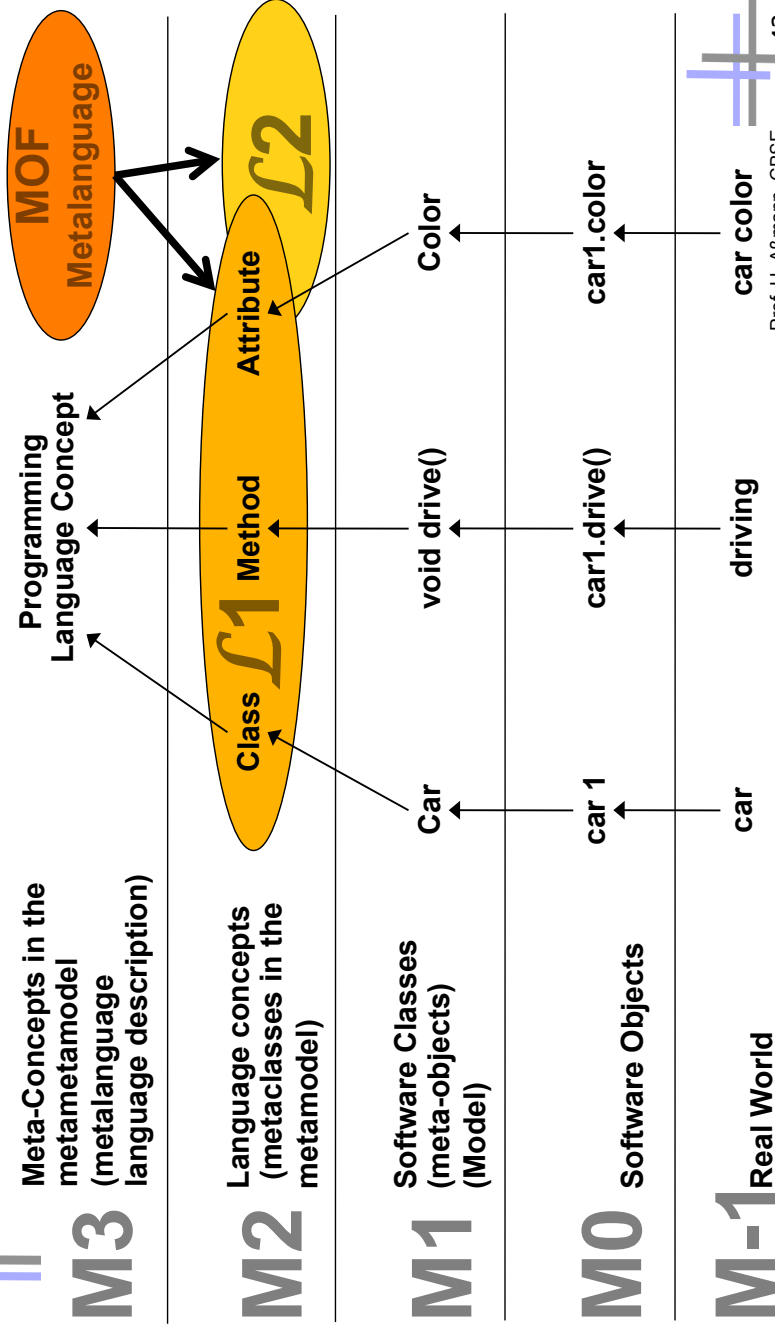 M3
Meta-Concepts in the
metametamodel
(metalanguage
language description)
Programming
Language Concept
MOF
Metalanguage
M2
Language concepts
(metaclasses in the
metamodel)
Class
ℒ1
Method
Attribute
ℒ2
M1
Software Classes
(meta-objects)
(Model)
Car
void drive()
Color
M0
Software Objects
car 1
car1.drive()
car1.color
M-1
Real World
car
driving
car color